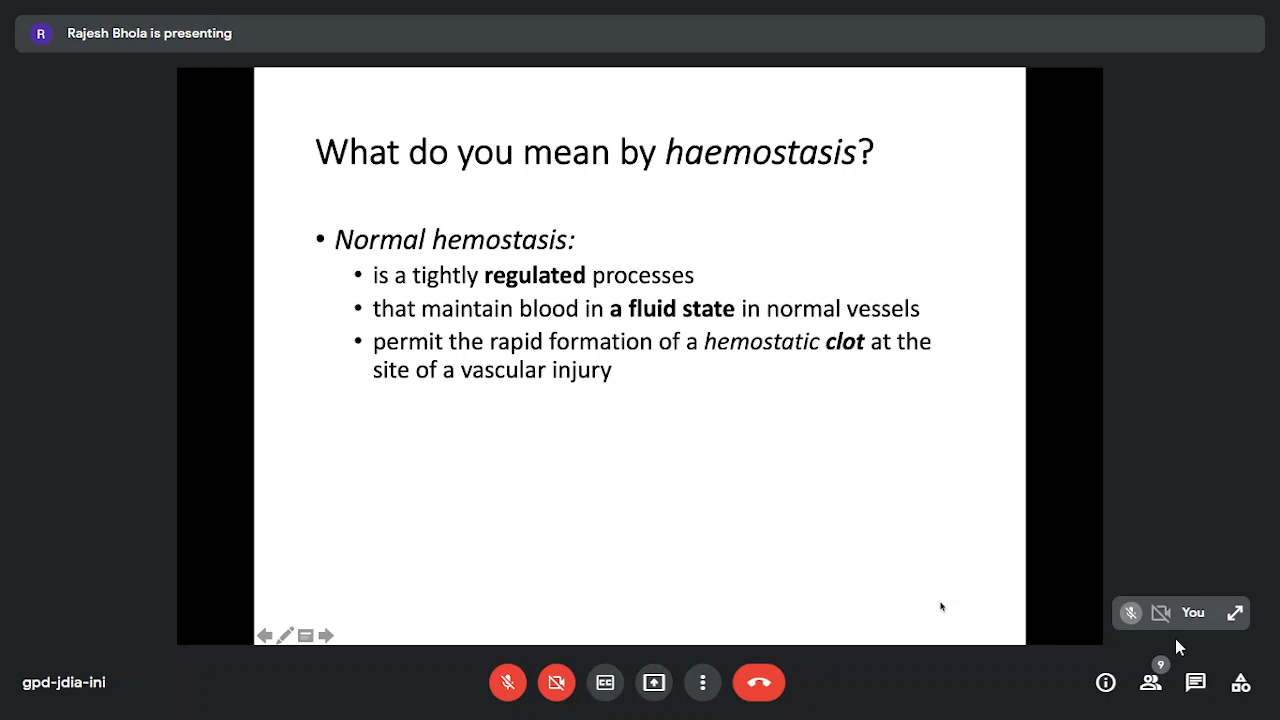 R Rajesh Bhola is presenting
What do you mean by haemostasis?
• Normal hemostasis:
• is a tightly regulated processes
• that maintain blood in a fluid state in normal vessels
• permit the rapid formation of a hemostatic clot at the
site of a vascular injury
You
9
gpd-jdia-ini
CC